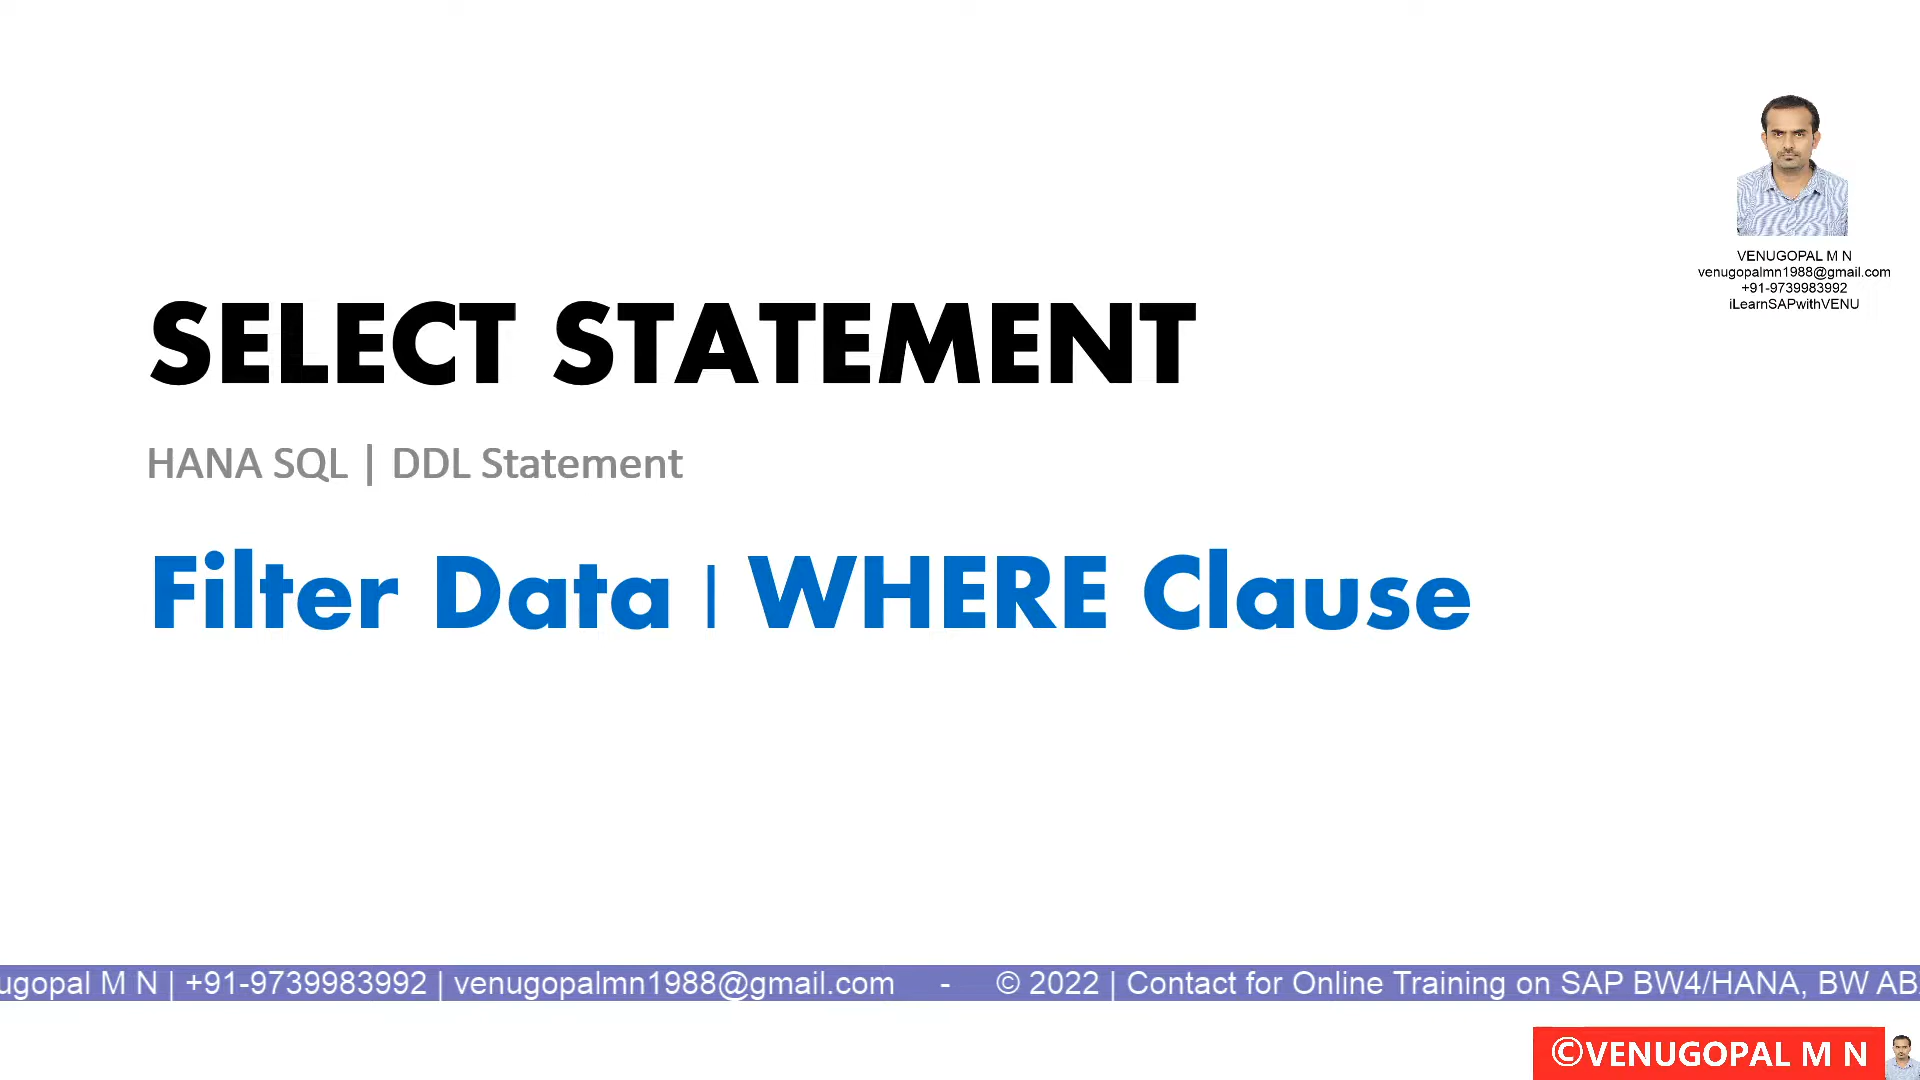 VENUGOPAL M N
venugopalmn1988@gmail.com
+91-9739983992
iLearnSAPwithVENU
SELECT STATEMENT
HANA SQL | DDL Statement
Filter Data | WHERE Clause
ugopal M N | +91-9739983992 | venugopalmn1988@gmail.com - © 2022 | Contact for Online Training on SAP BW4/HANA, BW AB
©VENUGOPAL M N